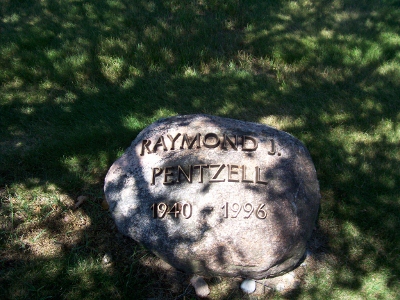 RAYMOND J.
PENTZELL
1940 - 1996